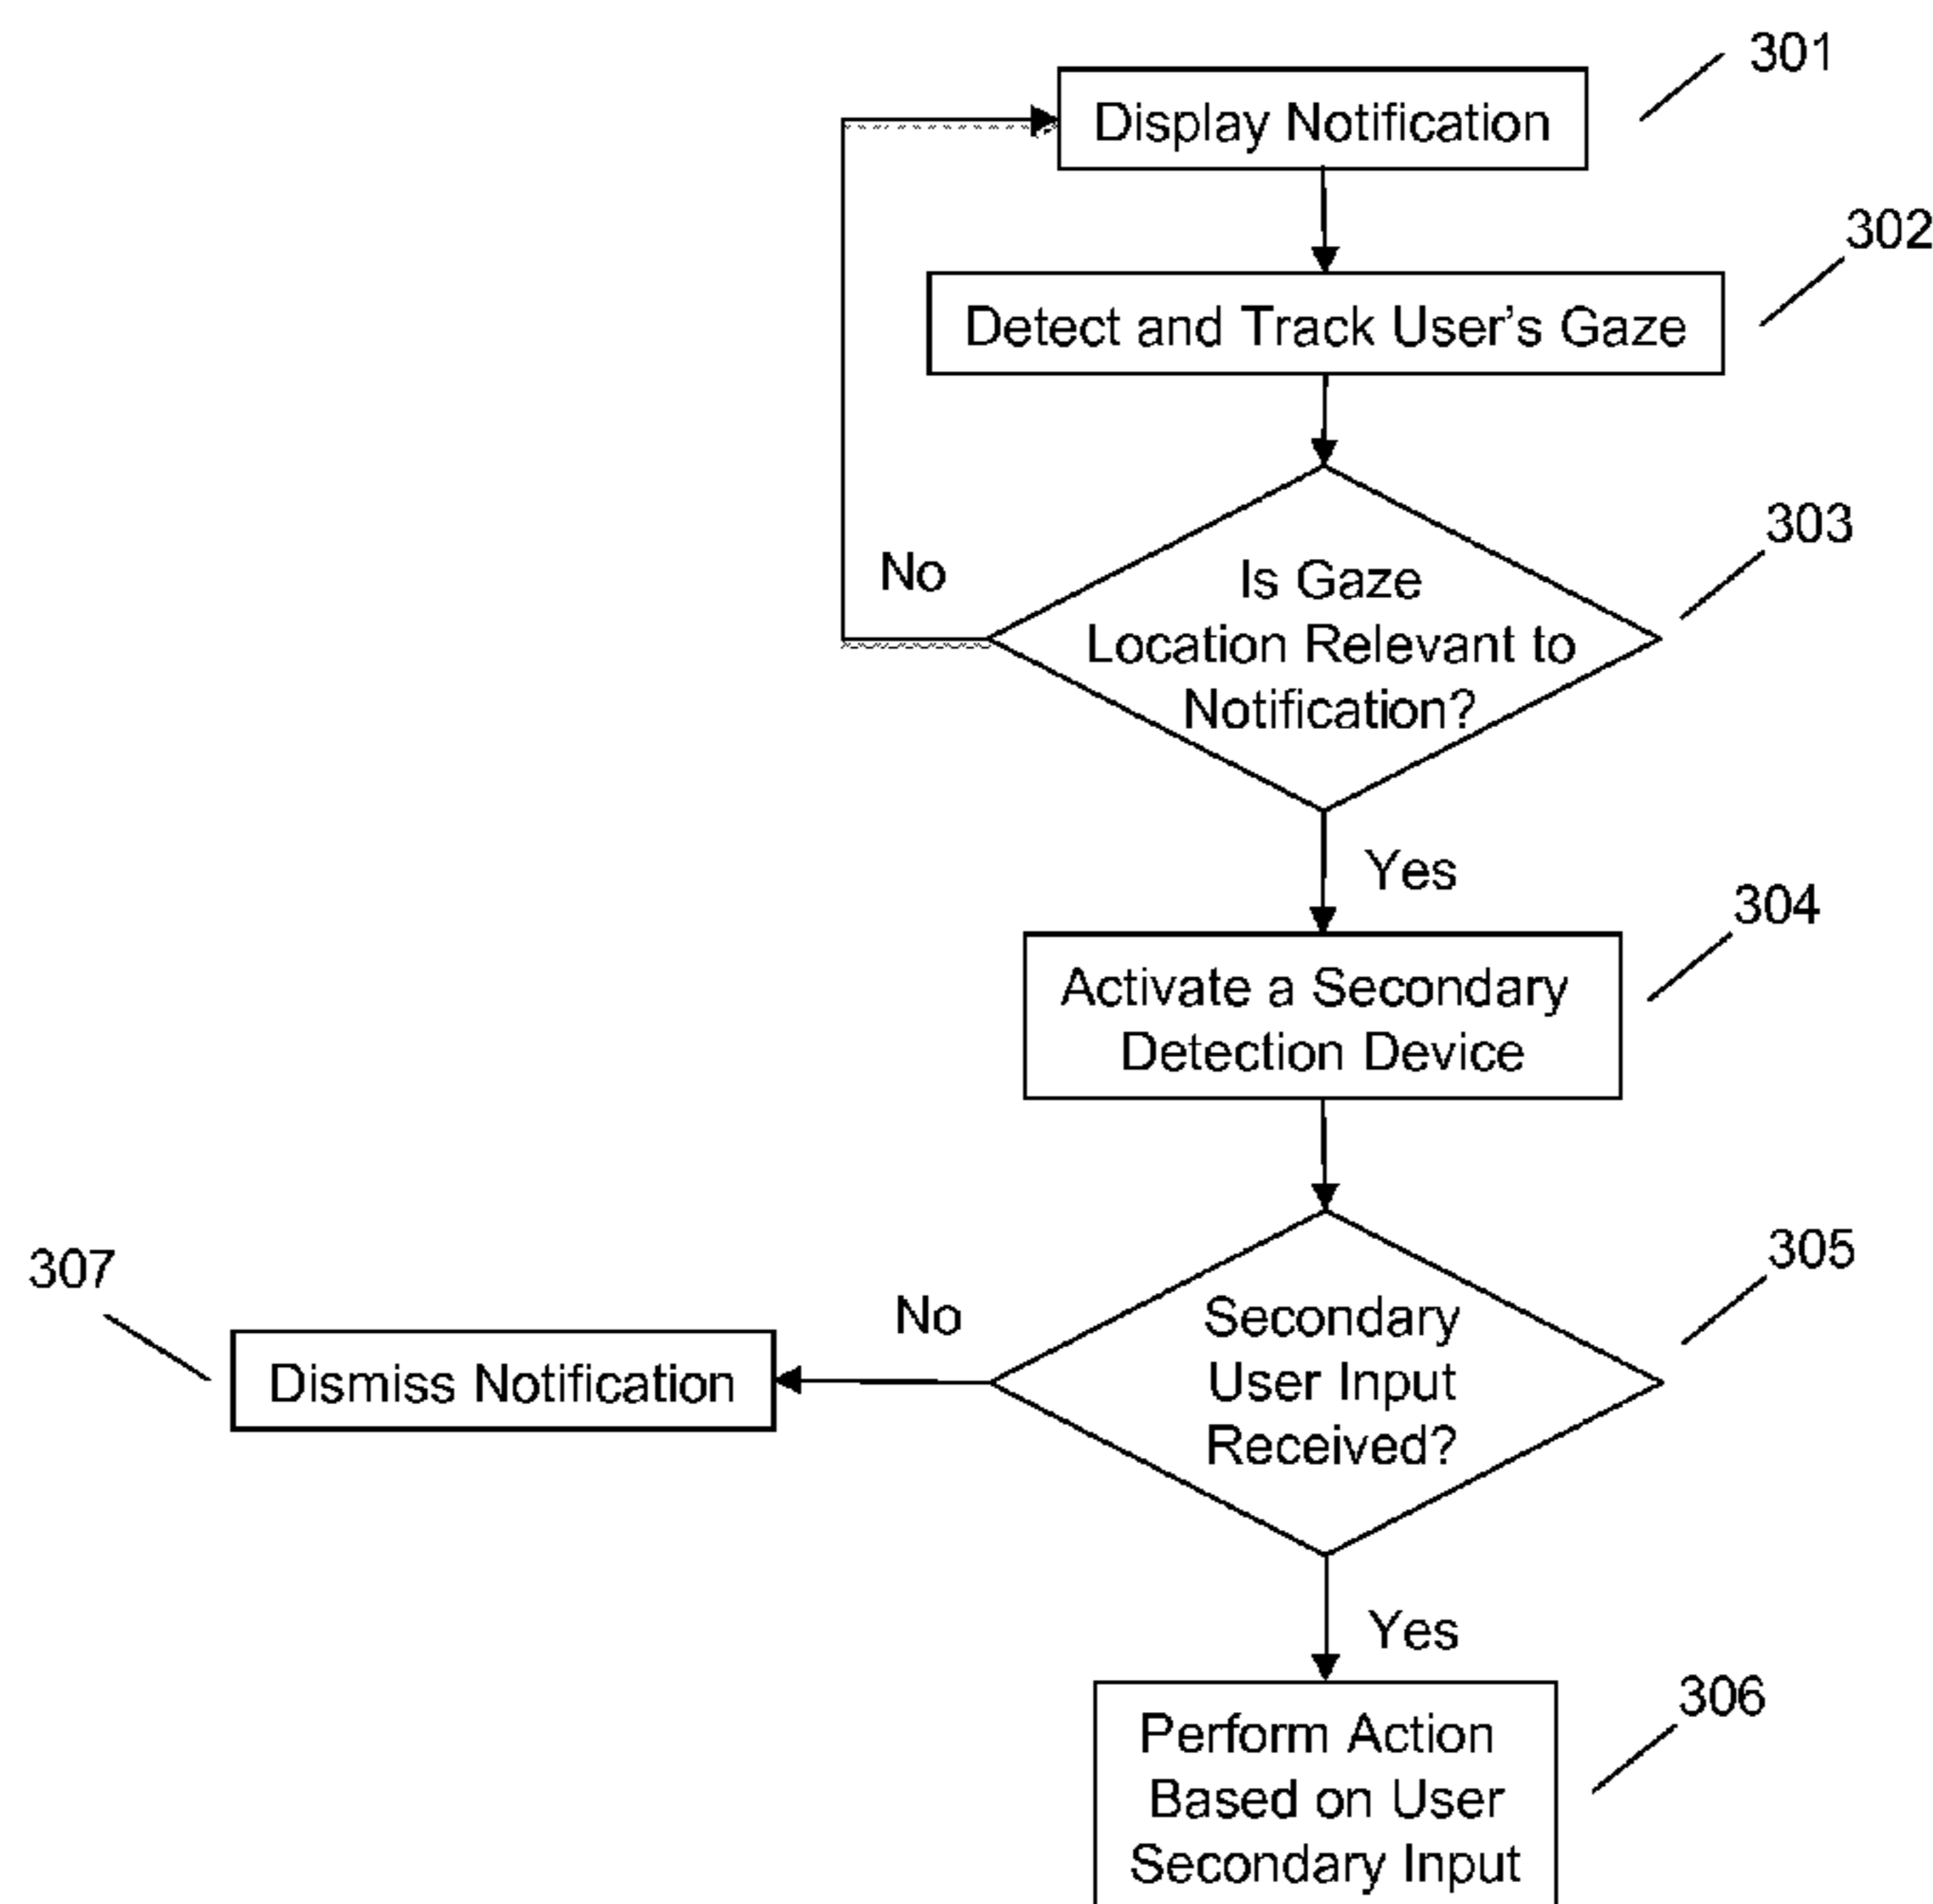 301
Display Notification
302
Detect and Track User's Gaze
303
No
Is Gaze
Location Relevant to
Notification?
Yes
304
Activate a Secondary
Detection Device
305
307
No
Secondary
User Input
Received?
Dismiss Notification
Yes
306
Perform Action
Based on User
Secondary Input